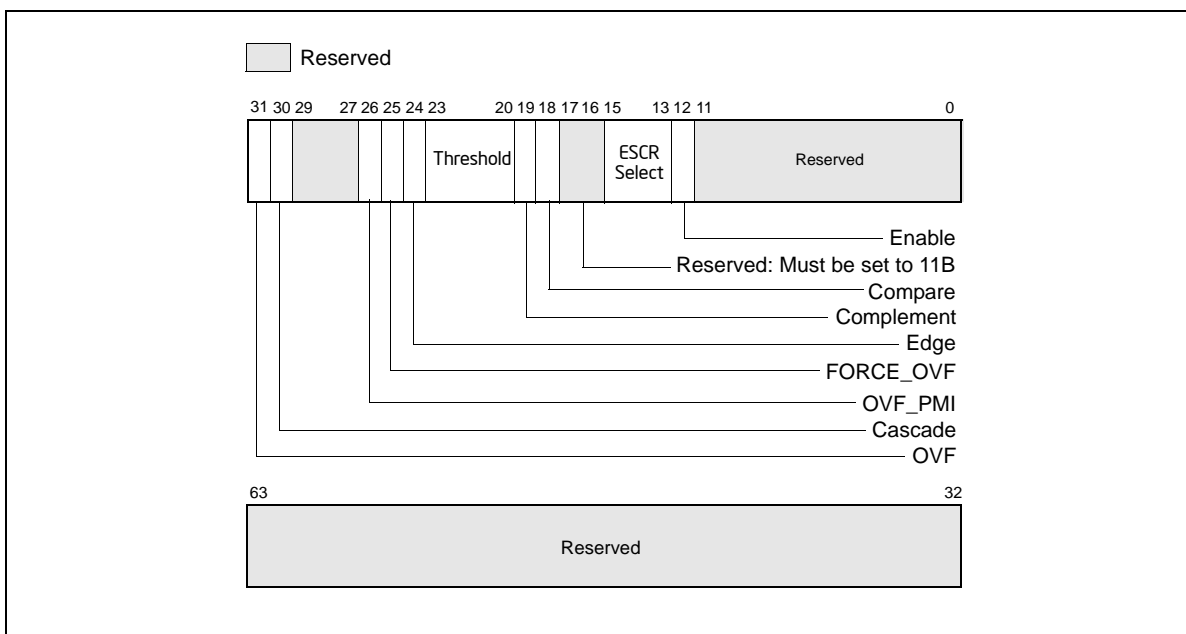 Reserved
31 30 29 27 26 25 24 23 20 19 18 17 16 15 13 12 11 0
Threshold
ESCR
Select
Reserved
Enable
Reserved: Must be set to 11B
Compare
Complement
Edge
FORCE_OVF
OVF_PMI
Cascade
OVF
63 32
Reserved